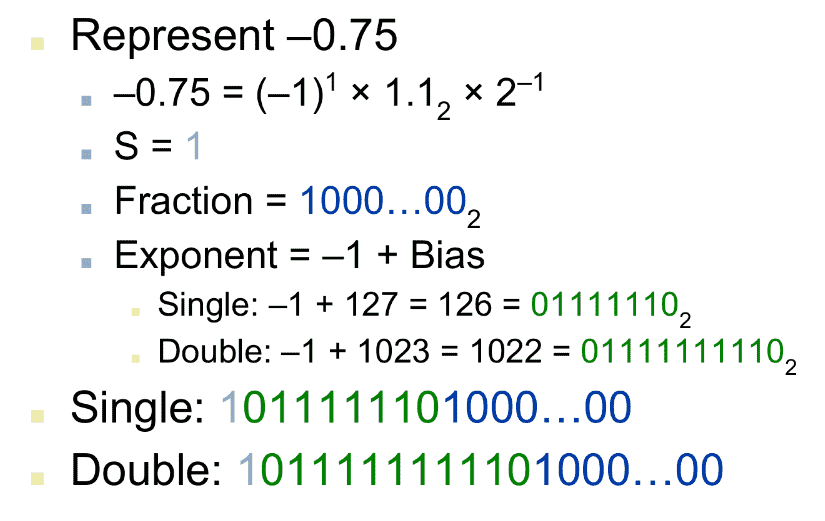 Represent –0.75
–0.75 = (–1)¹ × 1.1₂ × 2⁻¹
S = 1
Fraction = 1000…00₂
Exponent = –1 + Bias
Single: –1 + 127 = 126 = 01111110₂
Double: –1 + 1023 = 1022 = 01111111110₂
Single: 1011111101000…00
Double: 1011111111101000…00